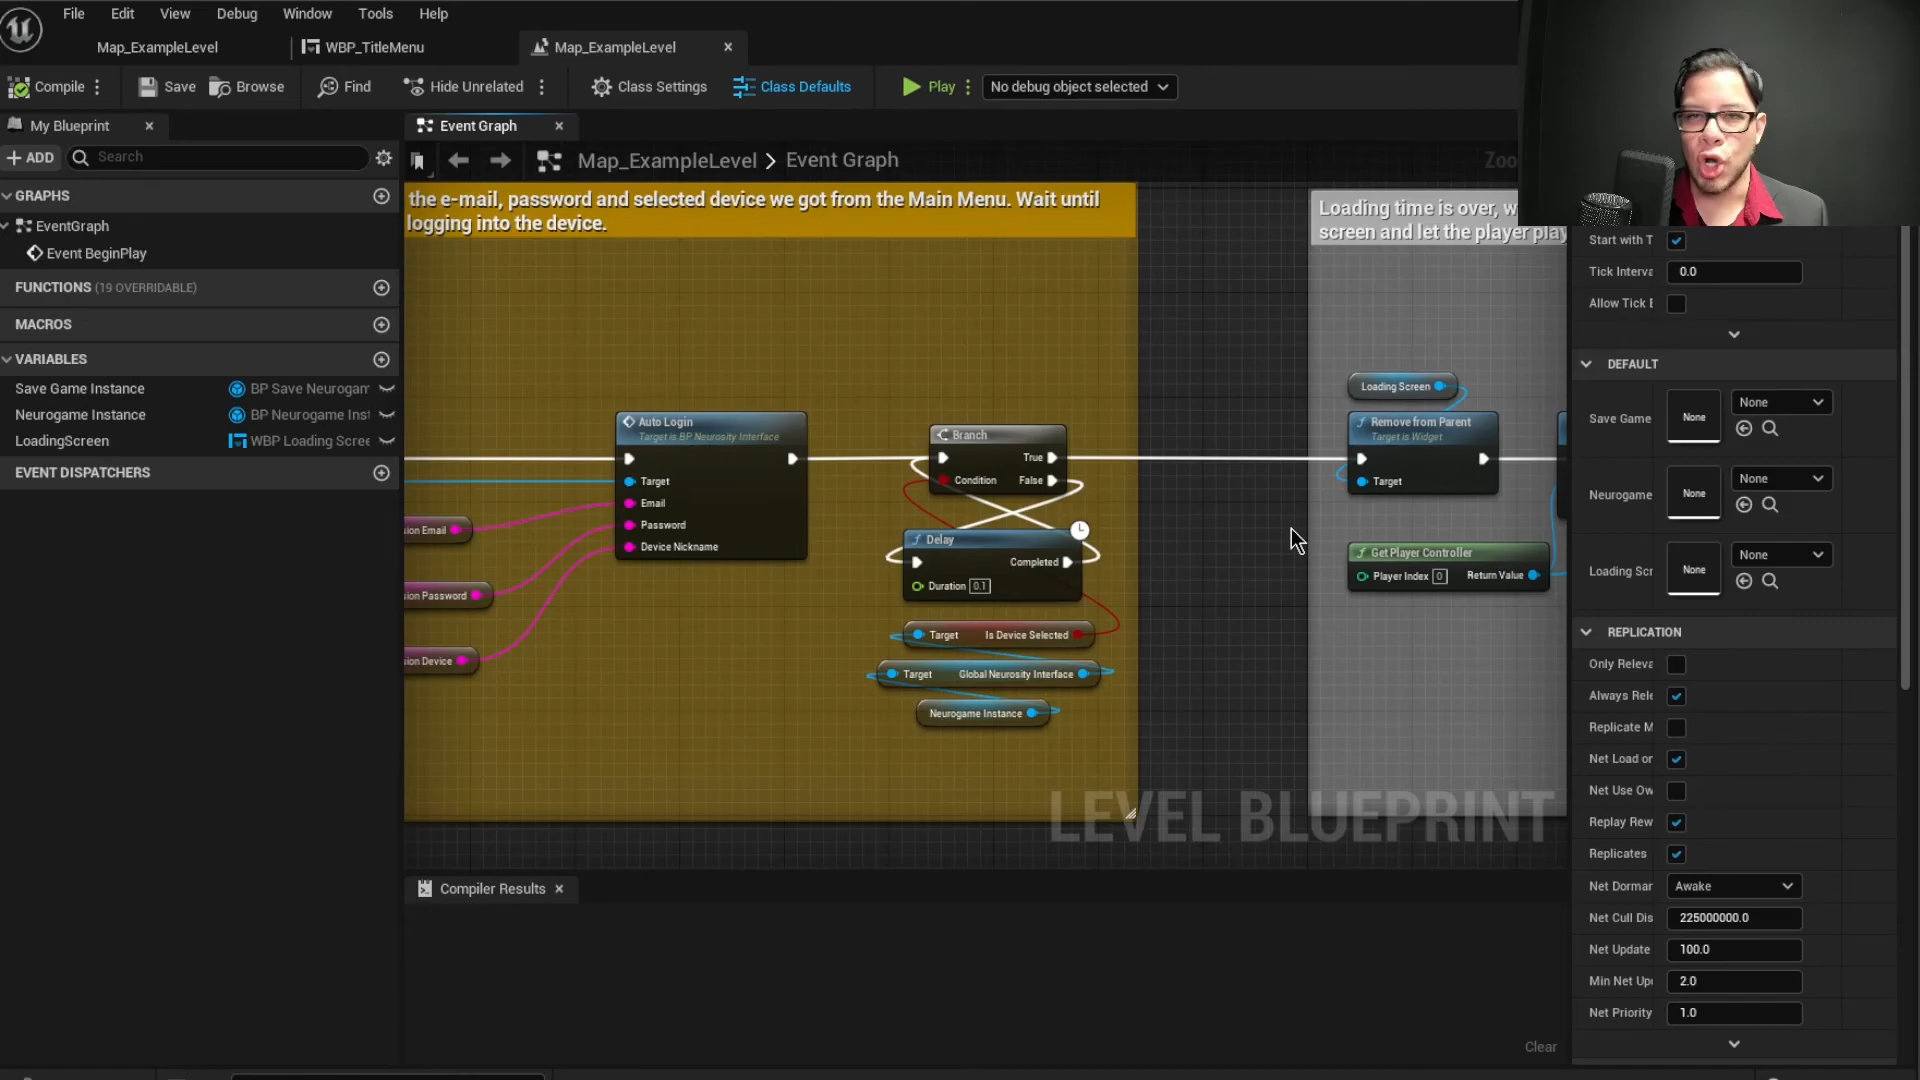 File Edit View Debug Window Tools Help
Map_ExampleLevel WBP_TitleMenu Map_ExampleLevel
Compile Save Browse Find Hide Unrelated Class Settings Class Defaults Play No debug object selected
My Blueprint Event Graph
ADD Search Map_ExampleLevel > Event Graph Zoo
GRAPHS
EventGraph
Event BeginPlay
FUNCTIONS (19 OVERRIDABLE)
MACROS
VARIABLES
Save Game Instance BP Save Neurogam
Neurogame Instance BP Neurogame Inst
LoadingScreen WBP Loading Scree
EVENT DISPATCHERS
the e-mail, password and selected device we got from the Main Menu. Wait until
logging into the device.
sion Email
sion Password
sion Device
Auto Login
Target is BP Neurosity Interface
Target
Email
Password
Device Nickname
Branch
True
Condition False
Delay
Completed
Duration 0.1
Target Is Device Selected
Target Global Neurosity Interface
Neurogame Instance
Loading time is over, w
screen and let the player play
Loading Screen
Remove from Parent
Target is Widget
Target
Get Player Controller
Player Index 0 Return Value
LEVEL BLUEPRINT
Compiler Results
Clear
Start with T
Tick Interva 0.0
Allow Tick E
DEFAULT
Save Game None None
Neurogame None None
Loading Scr None None
REPLICATION
Only Releva
Always Rele
Replicate M
Net Load or
Net Use Ow
Replay Rew
Replicates
Net Dormar Awake
Net Cull Dis 225000000.0
Net Update 100.0
Min Net Up 2.0
Net Priority 1.0